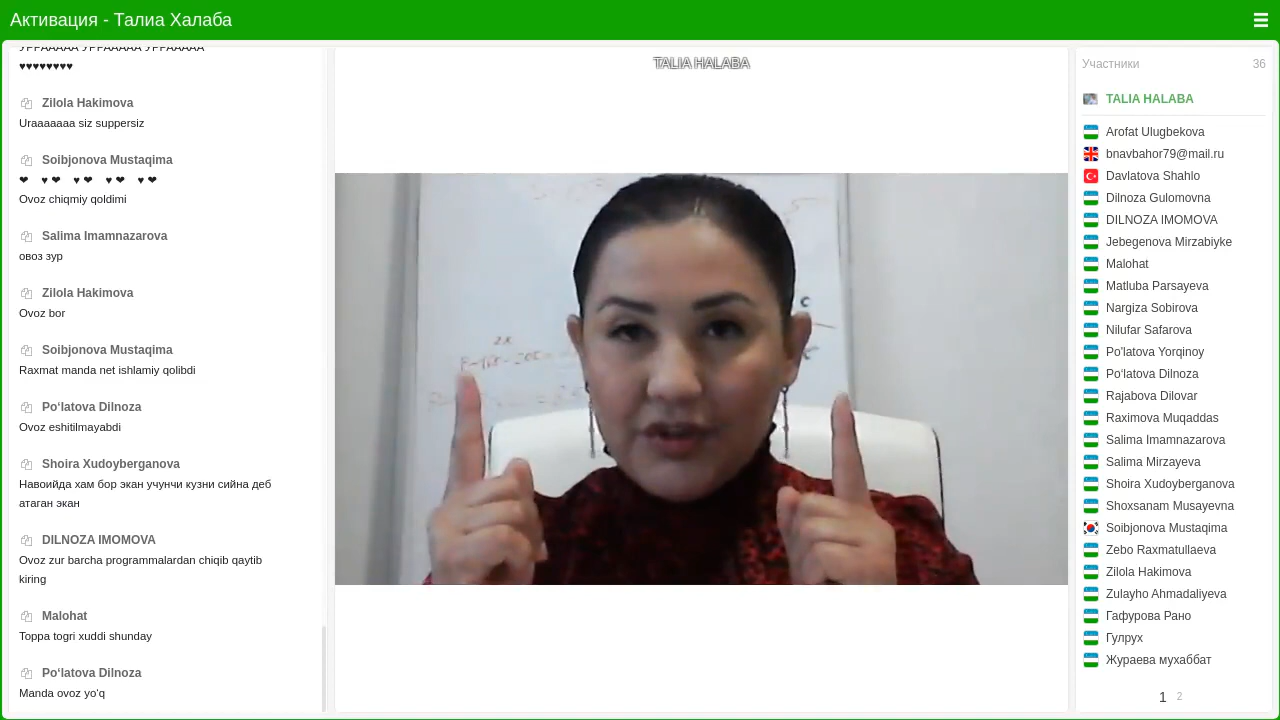 Активация - Талиа Халаба
УРРААААА УРРААААА УРРААААА
♥♥♥♥♥♥♥♥
Zilola Hakimova
Uraaaaaaa siz suppersiz
Soibjonova Mustaqima
❤ ♥ ❤ ♥ ❤ ♥ ❤ ♥ ❤
Ovoz chiqmiy qoldimi
Salima Imamnazarova
овоз зур
Zilola Hakimova
Ovoz bor
Soibjonova Mustaqima
Raxmat manda net ishlamiy qolibdi
Po‘latova Dilnoza
Ovoz eshitilmayabdi
Shoira Xudoyberganova
Навоийда хам бор экан учунчи кузни сийна деб
атаган экан
DILNOZA IMOMOVA
Ovoz zur barcha programmalardan chiqib qaytib
kiring
Malohat
Toppa togri xuddi shunday
Po‘latova Dilnoza
Manda ovoz yo‘q
TALIA HALABA
2x
c
Участники 36
TALIA HALABA
Arofat Ulugbekova
bnavbahor79@mail.ru
Davlatova Shahlo
Dilnoza Gulomovna
DILNOZA IMOMOVA
Jebegenova Mirzabiyke
Malohat
Matluba Parsayeva
Nargiza Sobirova
Nilufar Safarova
Po'latova Yorqinoy
Po‘latova Dilnoza
Rajabova Dilovar
Raximova Muqaddas
Salima Imamnazarova
Salima Mirzayeva
Shoira Xudoyberganova
Shoxsanam Musayevna
Soibjonova Mustaqima
Zebo Raxmatullaeva
Zilola Hakimova
Zulayho Ahmadaliyeva
Гафурова Рано
Гулрух
Жураева мухаббат
1 2